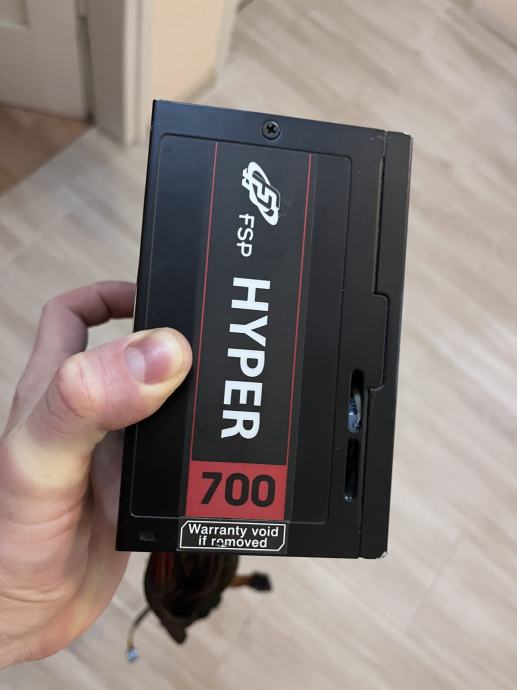 FSP
HYPER
700
Warranty void
if removed